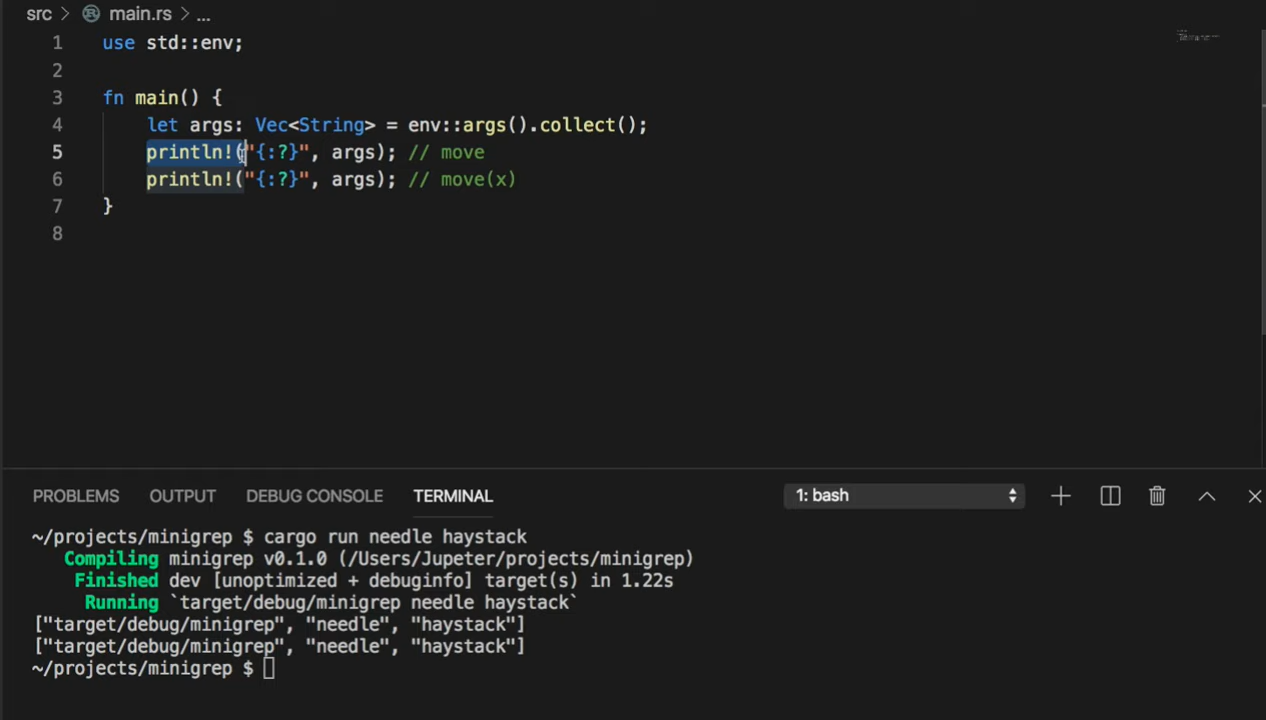 src > main.rs > ...
1 use std::env;
2
3 fn main() {
4 let args: Vec<String> = env::args().collect();
5 println!("{:?}", args); // move
6 println!("{:?}", args); // move(x)
7 }
8
PROBLEMS OUTPUT DEBUG CONSOLE TERMINAL 1: bash
~/projects/minigrep $ cargo run needle haystack
Compiling minigrep v0.1.0 (/Users/Jupeter/projects/minigrep)
Finished dev [unoptimized + debuginfo] target(s) in 1.22s
Running `target/debug/minigrep needle haystack`
["target/debug/minigrep", "needle", "haystack"]
["target/debug/minigrep", "needle", "haystack"]
~/projects/minigrep $